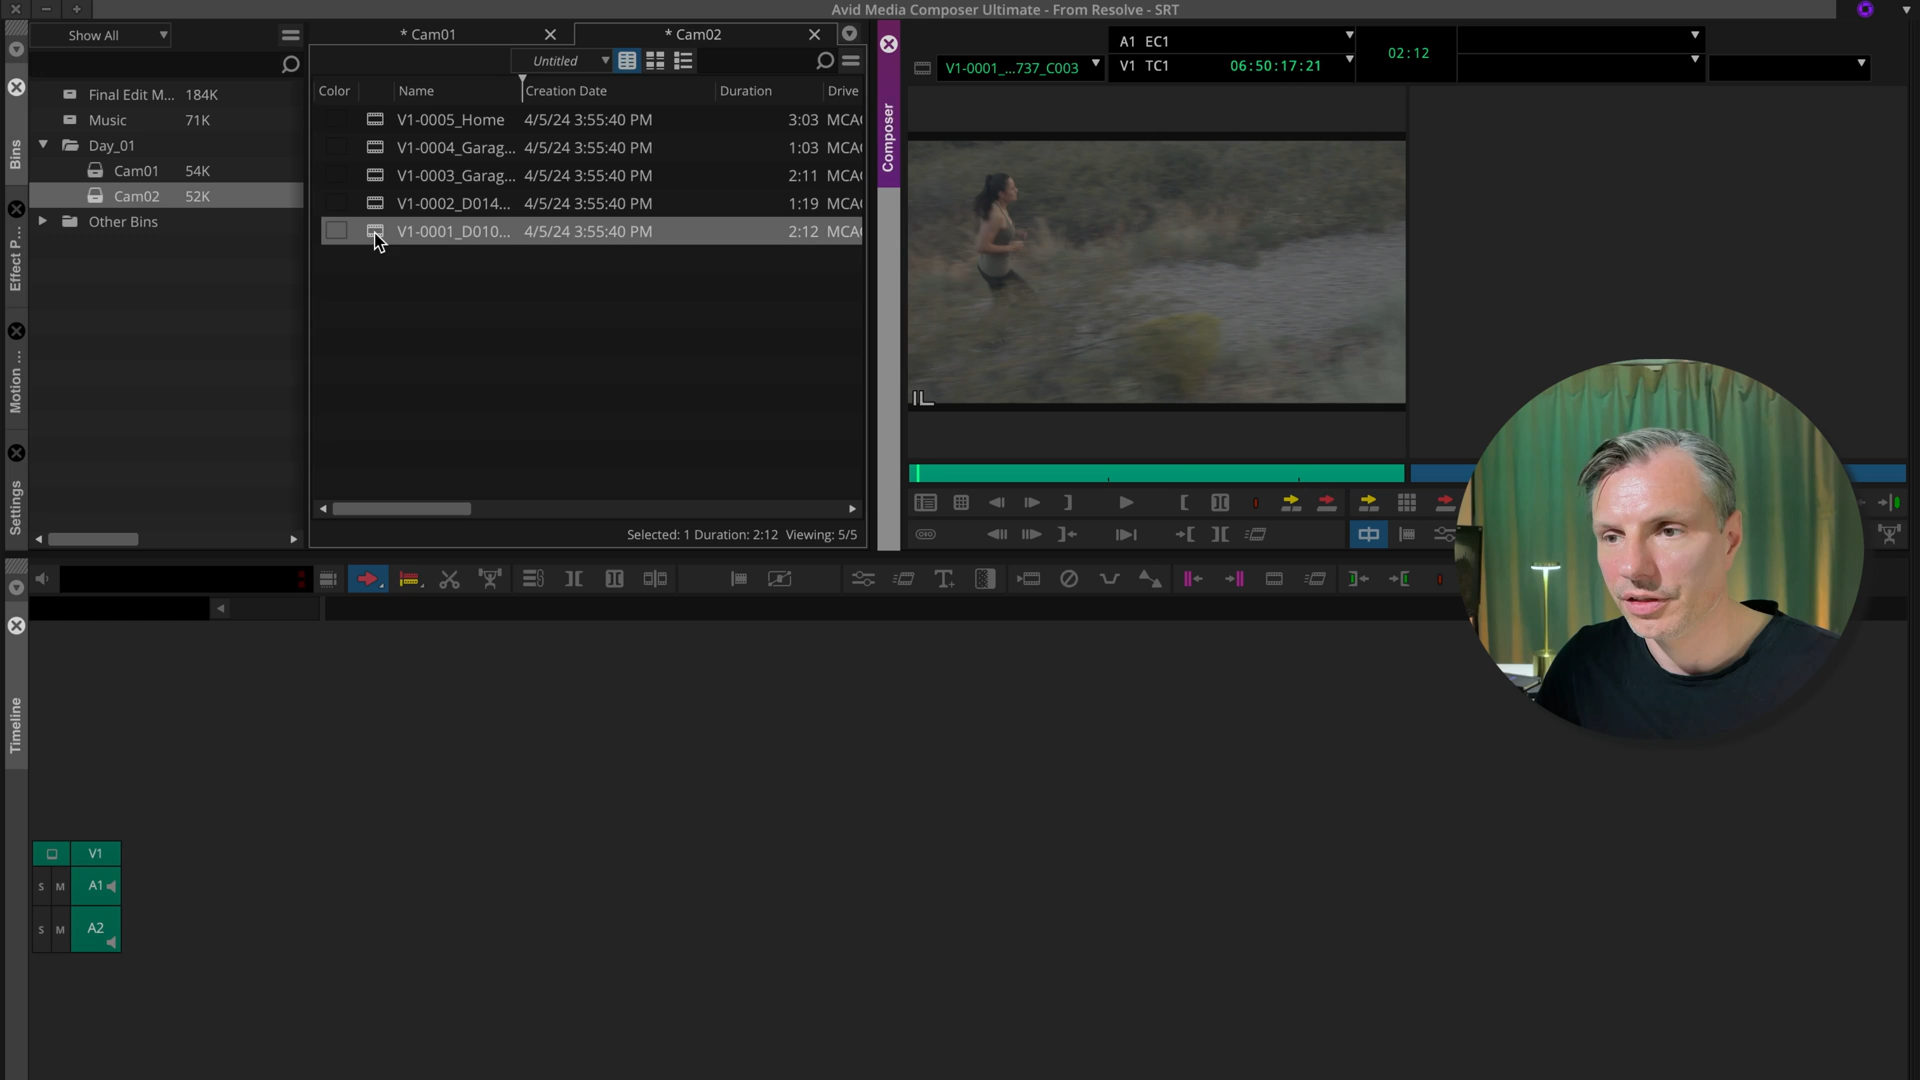 Avid Media Composer Ultimate - From Resolve - SRT
Show All
* Cam01
* Cam02
Untitled
Final Edit M... 184K
Music 71K
Day_01
Cam01 54K
Cam02 52K
Other Bins
Color Name Creation Date Duration Drive
V1-0005_Home 4/5/24 3:55:40 PM 3:03 MCA
V1-0004_Garag... 4/5/24 3:55:40 PM 1:03 MCA
V1-0003_Garag... 4/5/24 3:55:40 PM 2:11 MCA
V1-0002_D014... 4/5/24 3:55:40 PM 1:19 MCA
V1-0001_D010... 4/5/24 3:55:40 PM 2:12 MCA
Selected: 1 Duration: 2:12 Viewing: 5/5
Bins
Effect P...
Motion ...
Settings
Composer
V1-0001_...737_C003
A1 EC1
V1 TC1 06:50:17:21
02:12
Timeline
V1
S M A1
S M A2